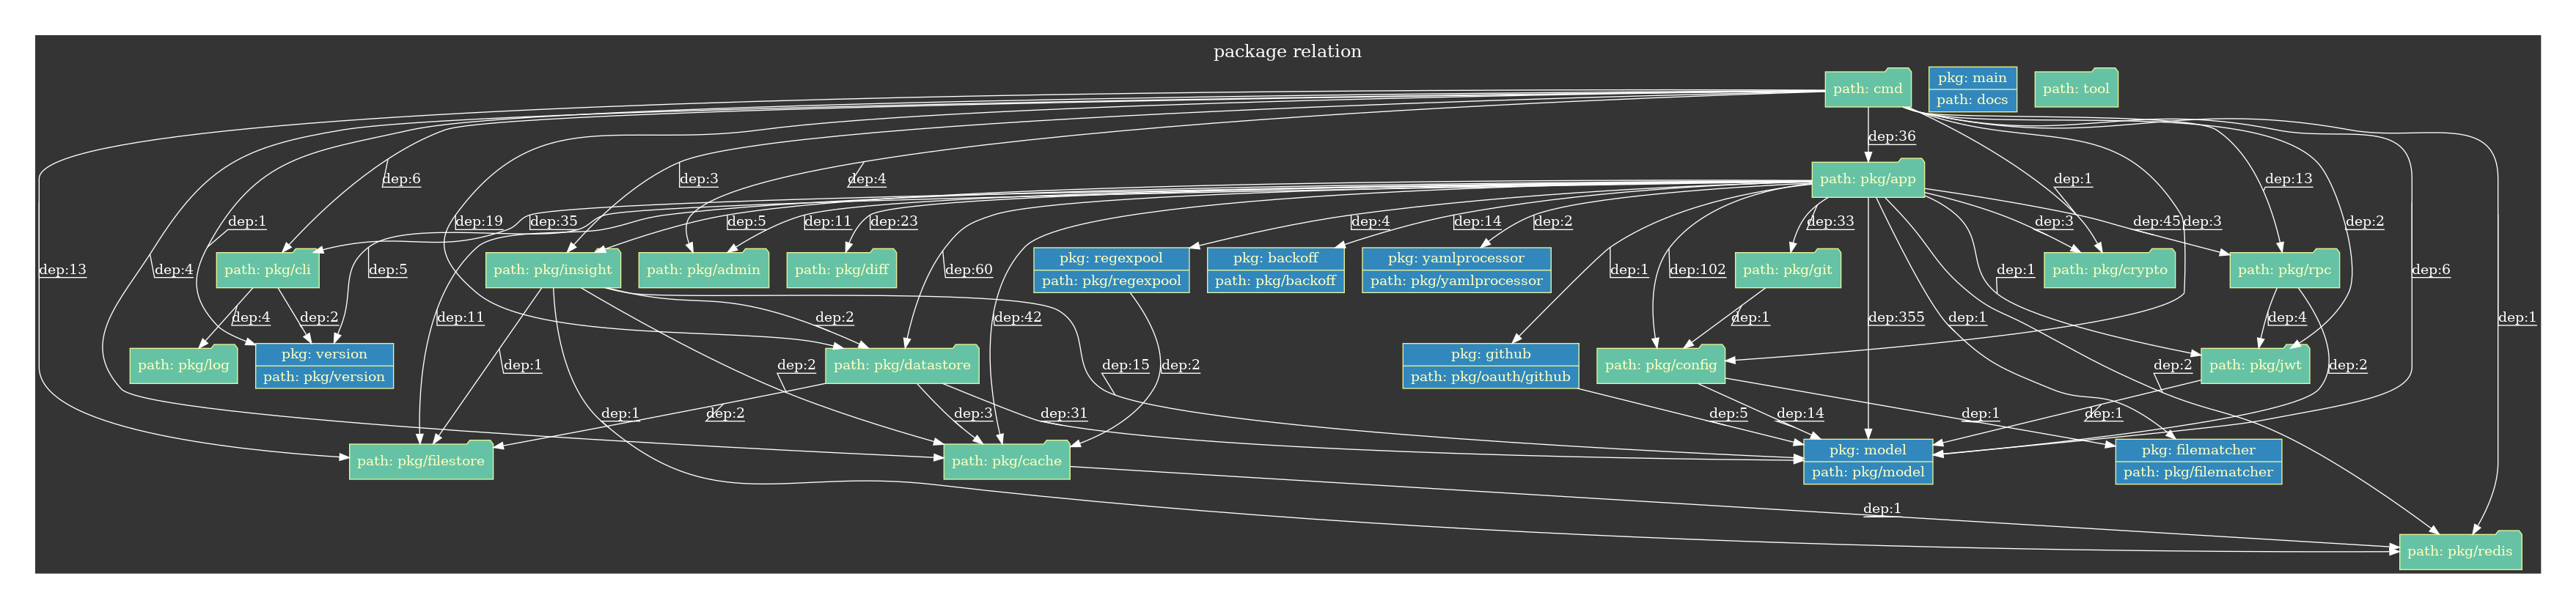 package relation
path: cmd
pkg: main
path: docs
path: tool
dep:36
path: pkg/app
dep:6
dep:3
dep:4
dep:1
dep:13
dep:1
dep:19
dep:35
dep:5
dep:11
dep:23
dep:4
dep:14
dep:2
dep:33
dep:3
dep:45
dep:3
dep:2
dep:13
dep:4
path: pkg/cli
dep:5
path: pkg/insight
path: pkg/admin
path: pkg/diff
dep:60
pkg: regexpool
path: pkg/regexpool
pkg: backoff
path: pkg/backoff
pkg: yamlprocessor
path: pkg/yamlprocessor
dep:1
dep:102
path: pkg/git
dep:1
path: pkg/crypto
path: pkg/rpc
dep:6
dep:4
dep:2
dep:11
dep:2
dep:42
dep:1
dep:355
dep:1
dep:4
dep:1
path: pkg/log
pkg: version
path: pkg/version
dep:1
dep:2
path: pkg/datastore
dep:15
dep:2
pkg: github
path: pkg/oauth/github
path: pkg/config
dep:2
path: pkg/jwt
dep:2
dep:1
dep:2
dep:3
dep:31
dep:5
dep:14
dep:1
dep:1
path: pkg/filestore
path: pkg/cache
pkg: model
path: pkg/model
pkg: filematcher
path: pkg/filematcher
dep:1
path: pkg/redis